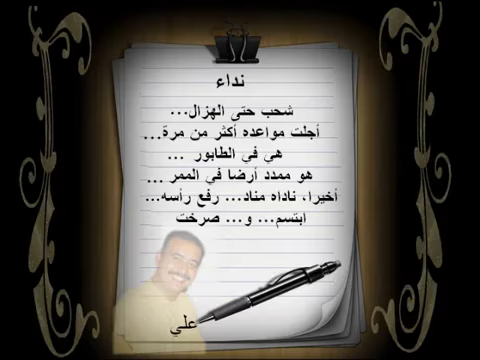 نداء
شحب حتى الهزال...
أجلت مواعده أكثر من مرة...
هي في الطابور ...
هو ممدد أرضا في الممر ...
أخيرا، ناداه مناد... رفع رأسه...
ابتسم... و... صرخت
علي